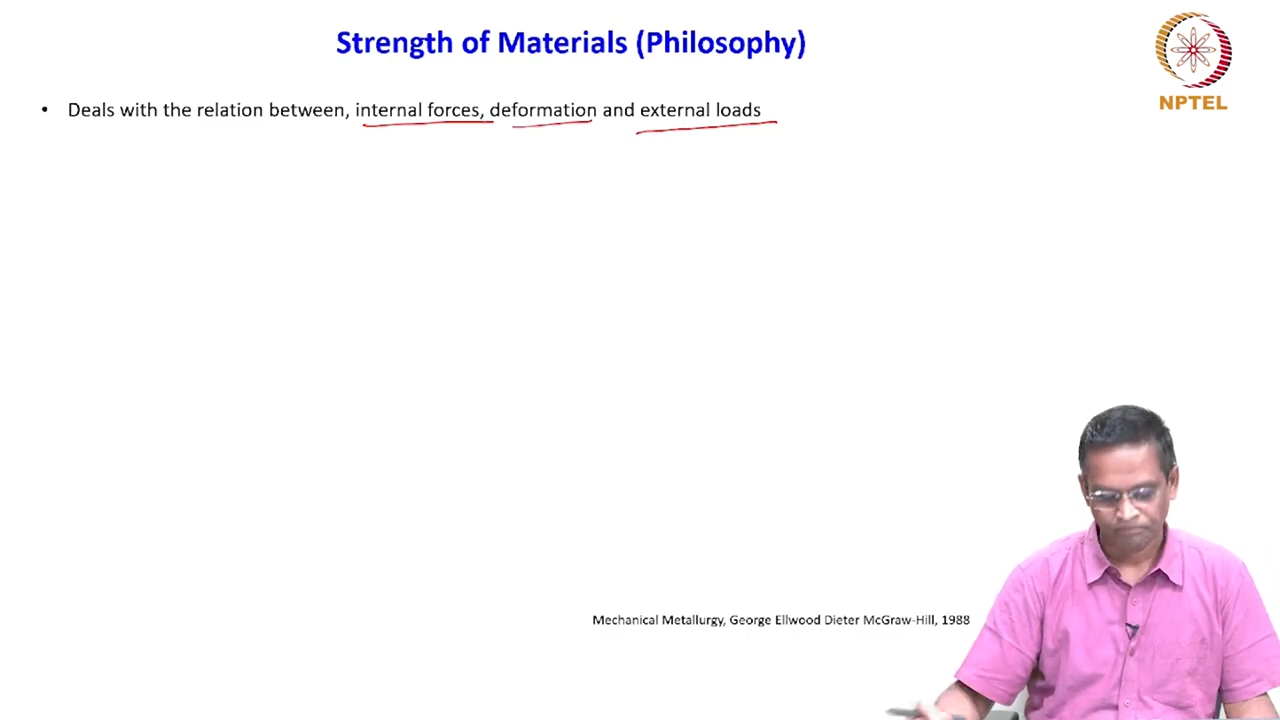 Strength of Materials (Philosophy)
NPTEL
• Deals with the relation between, internal forces, deformation and external loads
Mechanical Metallurgy, George Ellwood Dieter McGraw-Hill, 1988